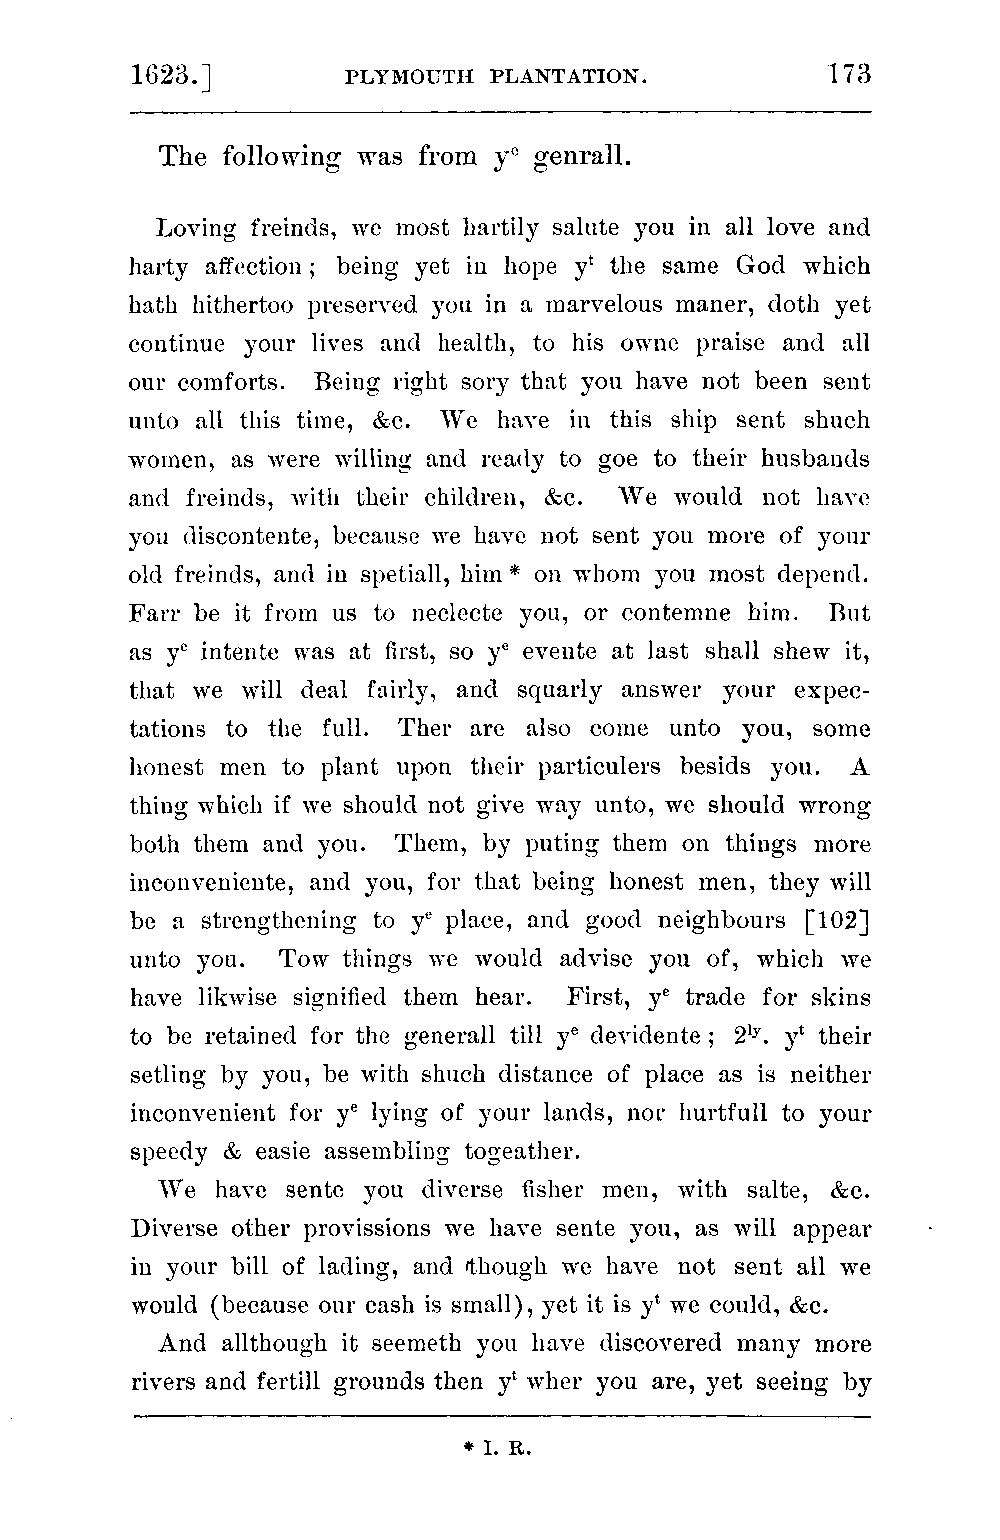 1623.] PLYMOUTH PLANTATION. 173
The following was from yᵉ genrall.
Loving freinds, we most hartily salute you in all love and
harty affection; being yet in hope yᵗ the same God which
hath hithertoo preserved you in a marvelous maner, doth yet
continue your lives and health, to his owne praise and all
our comforts. Being right sory that you have not been sent
unto all this time, &c. We have in this ship sent shuch
women, as were willing and ready to goe to their husbands
and freinds, with their children, &c. We would not have
you discontente, because we have not sent you more of your
old freinds, and in spetiall, him * on whom you most depend.
Farr be it from us to neclecte you, or contemne him. But
as yᵉ intente was at first, so yᵉ evente at last shall shew it,
that we will deal fairly, and squarly answer your expec-
tations to the full. Ther are also come unto you, some
honest men to plant upon their particulers besids you. A
thing which if we should not give way unto, we should wrong
both them and you. Them, by puting them on things more
inconveniente, and you, for that being honest men, they will
be a strengthening to yᵉ place, and good neighbours [102]
unto you. Tow things we would advise you of, which we
have likwise signified them hear. First, yᵉ trade for skins
to be retained for the generall till yᵉ devidente; 2ˡʸ. yᵗ their
setling by you, be with shuch distance of place as is neither
inconvenient for yᵉ lying of your lands, nor hurtfull to your
speedy & easie assembling togeather.
We have sente you diverse fisher men, with salte, &c.
Diverse other provissions we have sente you, as will appear
in your bill of lading, and though we have not sent all we
would (because our cash is small), yet it is yᵗ we could, &c.
And allthough it seemeth you have discovered many more
rivers and fertill grounds then yᵗ wher you are, yet seeing by
* I. R.